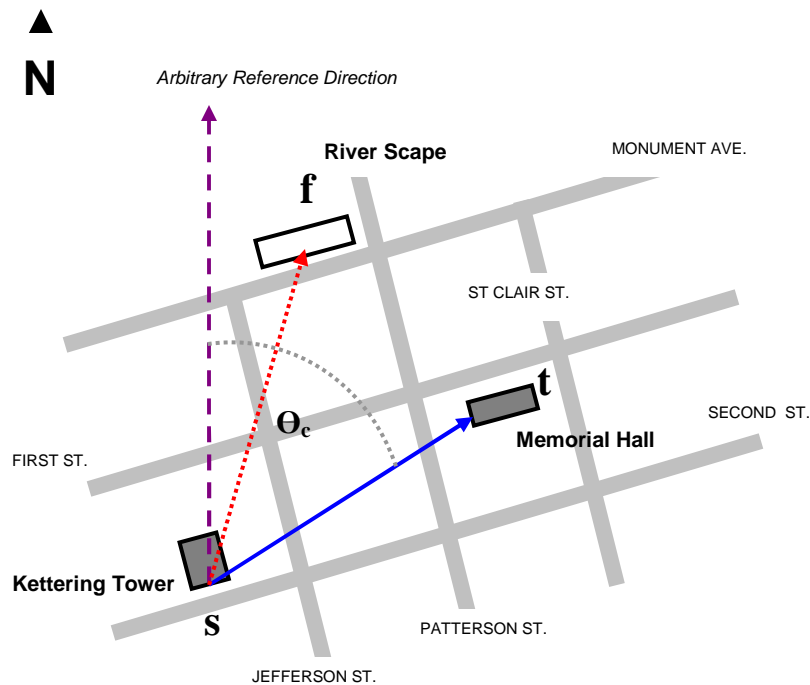 N
Arbitrary Reference Direction
River Scape
MONUMENT AVE.
f
ST CLAIR ST.
t
SECOND ST.
Memorial Hall
Θc
FIRST ST.
Kettering Tower
s
PATTERSON ST.
JEFFERSON ST.